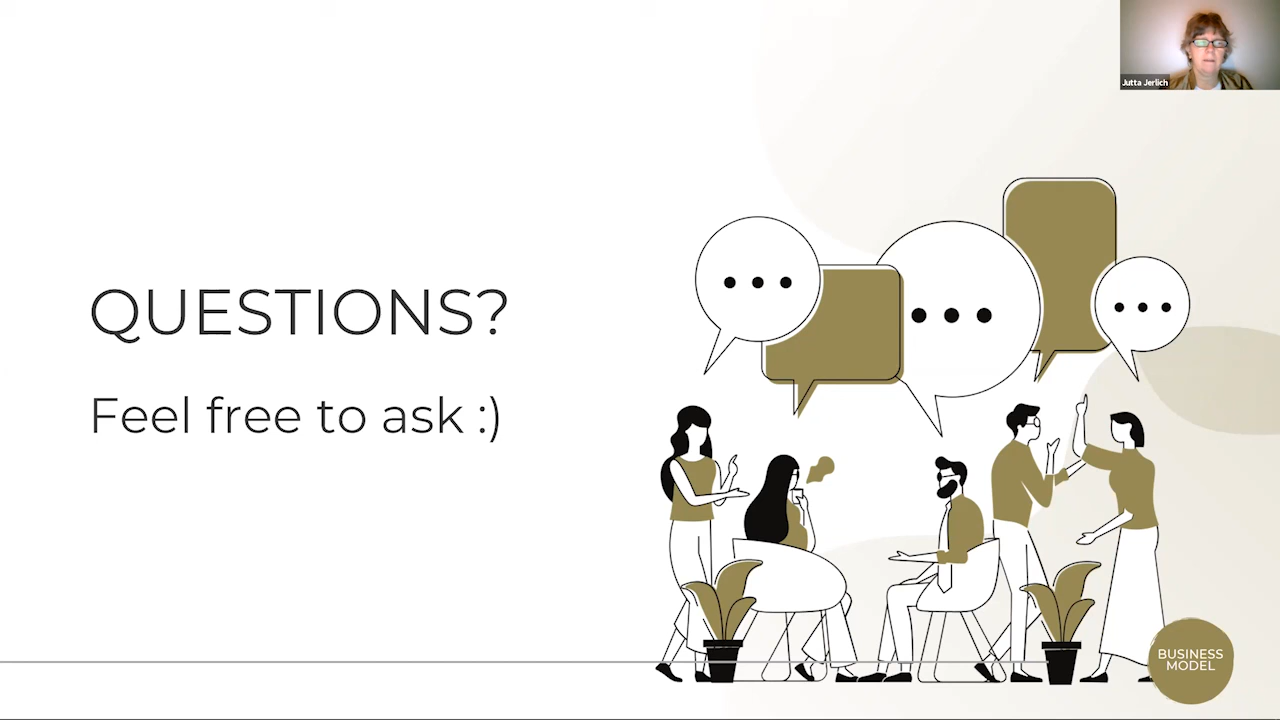 Jutta Jerlich
QUESTIONS?
Feel free to ask :)
BUSINESS
MODEL